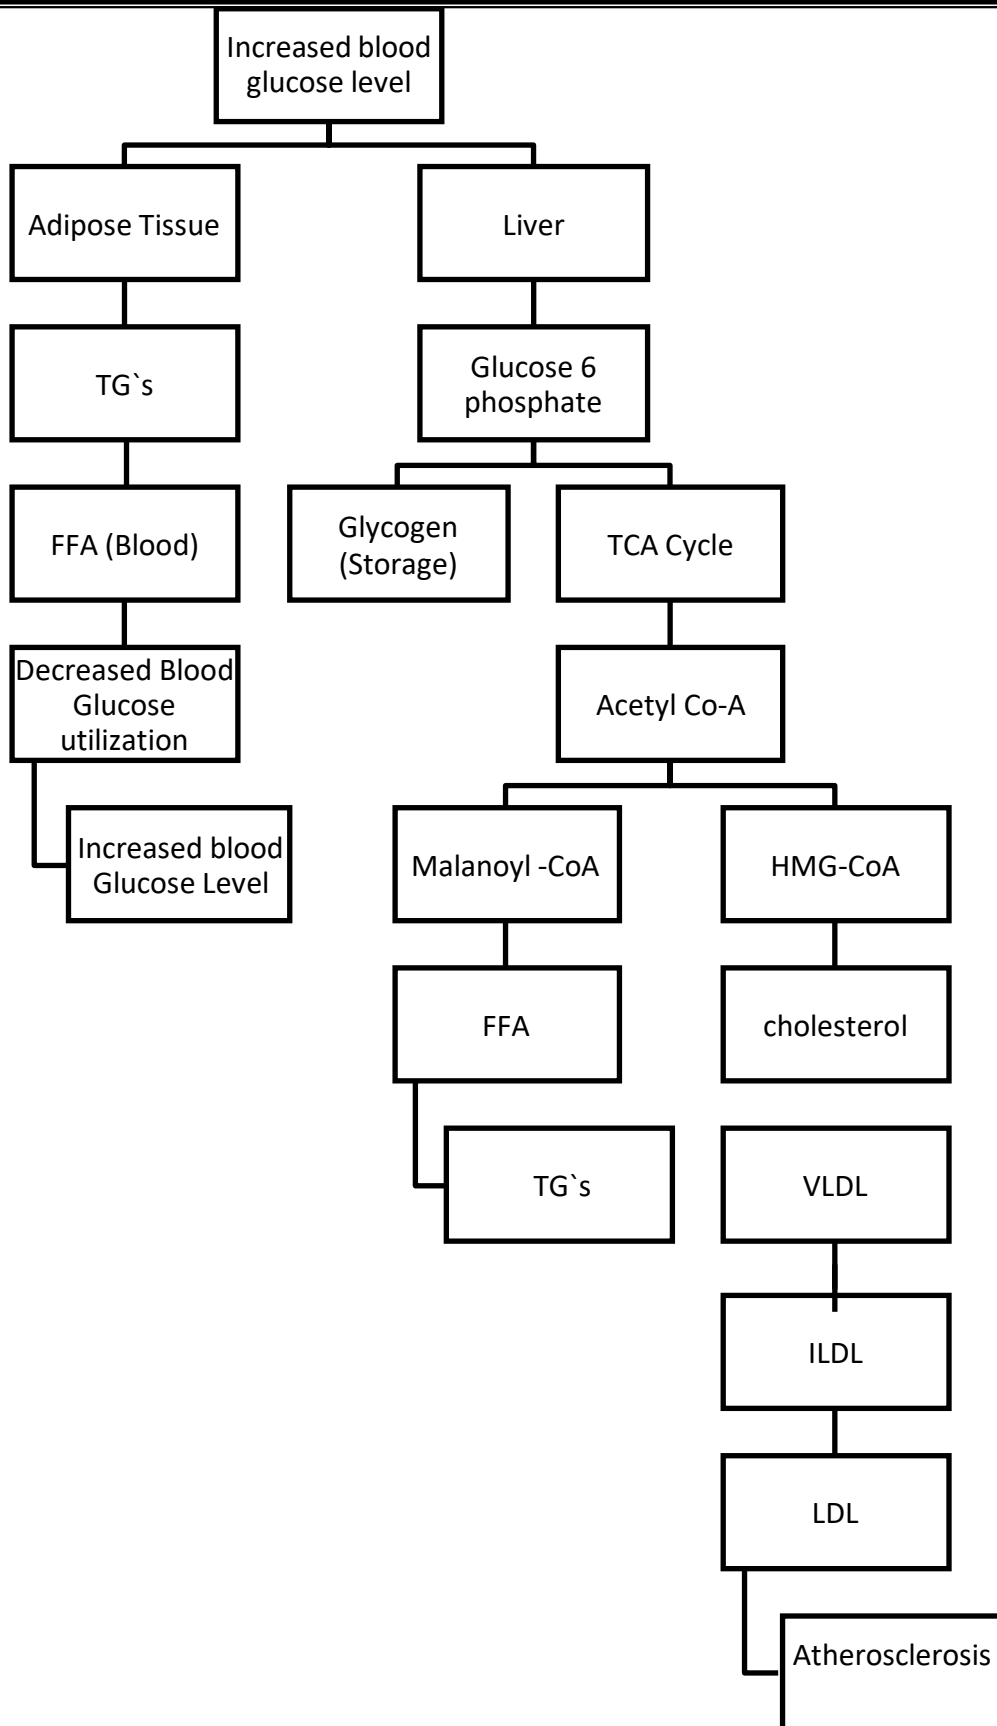 Increased blood
glucose level
Adipose Tissue
Liver
TG`s
Glucose 6
phosphate
FFA (Blood)
Glycogen
(Storage)
TCA Cycle
Decreased Blood
Glucose
utilization
Acetyl Co-A
Increased blood
Glucose Level
Malanoyl -CoA
HMG-CoA
FFA
cholesterol
TG`s
VLDL
ILDL
LDL
Atherosclerosis